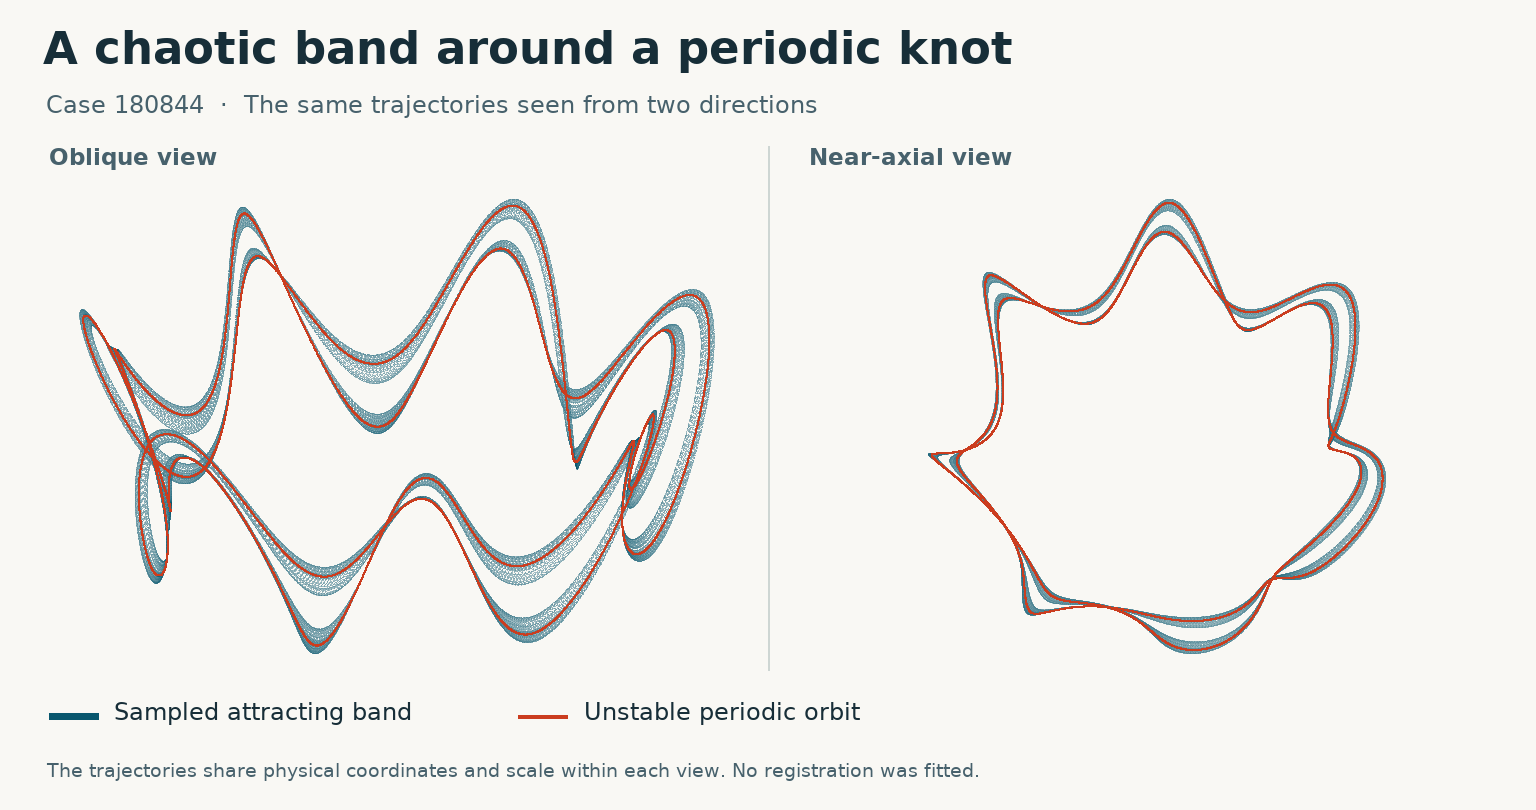 A chaotic band around a periodic knot
Case 180844 · The same trajectories seen from two directions
Oblique view
Near-axial view
Sampled attracting band
Unstable periodic orbit
The trajectories share physical coordinates and scale within each view. No registration was fitted.